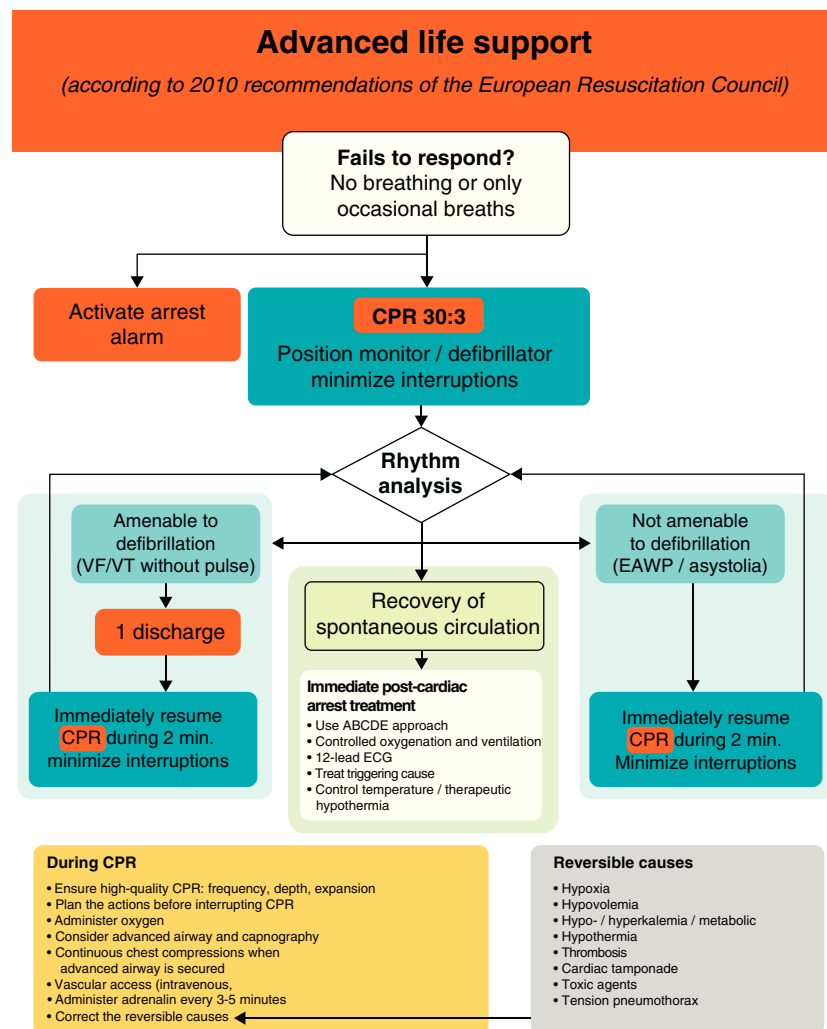 Advanced life support
(according to 2010 recommendations of the European Resuscitation Council)
Fails to respond?
No breathing or only
occasional breaths
Activate arrest
alarm
CPR 30:3
Position monitor / defibrillator
minimize interruptions
Rhythm
analysis
Amenable to
defibrillation
(VF/VT without pulse)
1 discharge
Immediately resume
CPR during 2 min.
minimize interruptions
Recovery of
spontaneous circulation
Immediate post-cardiac
arrest treatment
• Use ABCDE approach
• Controlled oxygenation and ventilation
• 12-lead ECG
• Treat triggering cause
• Control temperature / therapeutic
hypothermia
Not amenable
to defibrillation
(EAWP / asystolia)
Immediately resume
CPR during 2 min.
Minimize interruptions
During CPR
• Ensure high-quality CPR: frequency, depth, expansion
• Plan the actions before interrupting CPR
• Administer oxygen
• Consider advanced airway and capnography
• Continuous chest compressions when
advanced airway is secured
• Vascular access (intravenous,
• Administer adrenalin every 3-5 minutes
• Correct the reversible causes
Reversible causes
• Hypoxia
• Hypovolemia
• Hypo- / hyperkalemia / metabolic
• Hypothermia
• Thrombosis
• Cardiac tamponade
• Toxic agents
• Tension pneumothorax